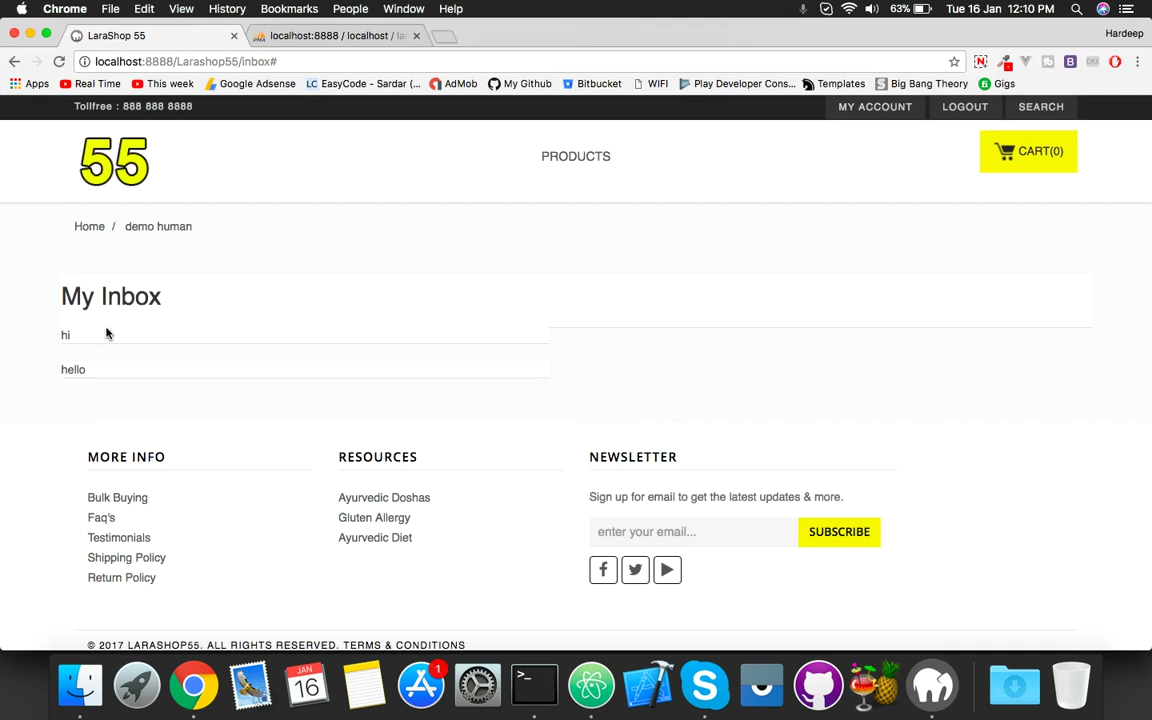 Chrome File Edit View History Bookmarks People Window Help 63% Tue 16 Jan 12:10 PM
LaraShop 55 localhost:8888 / localhost / la Hardeep
localhost:8888/Larashop55/inbox#
Apps Real Time This week Google Adsense LC EasyCode - Sardar (... AdMob My Github Bitbucket WIFI Play Developer Cons... Templates Big Bang Theory Gigs
Tollfree : 888 888 8888 MY ACCOUNT LOGOUT SEARCH
55 PRODUCTS CART(0)
Home / demo human
My Inbox
hi
hello
MORE INFO RESOURCES NEWSLETTER
Bulk Buying Ayurvedic Doshas Sign up for email to get the latest updates & more.
Faq's Gluten Allergy
enter your email... SUBSCRIBE
Testimonials Ayurvedic Diet
Shipping Policy
Return Policy
© 2017 LARASHOP55. ALL RIGHTS RESERVED. TERMS & CONDITIONS
JAN 16 1